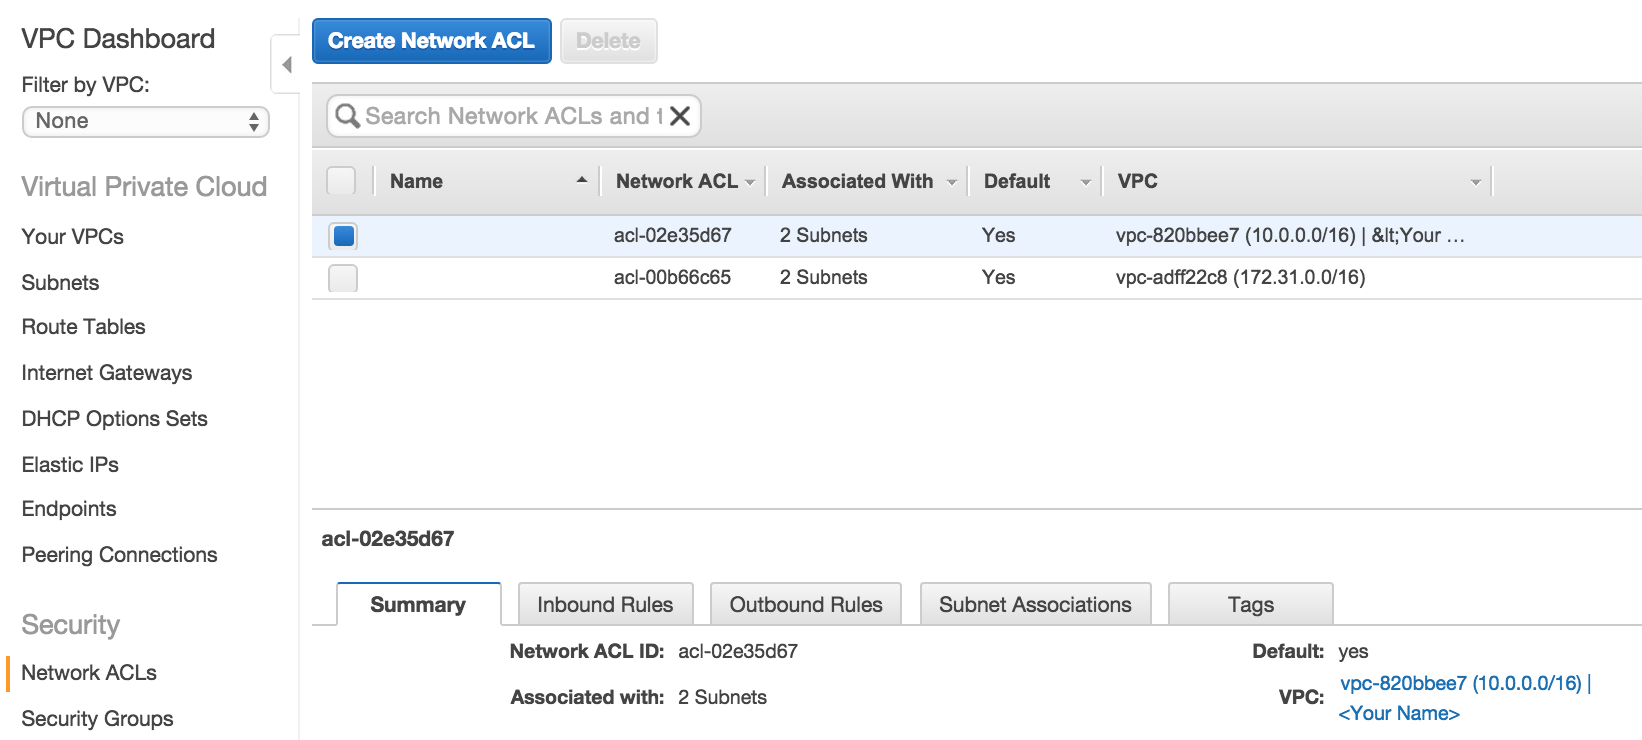 VPC Dashboard
Filter by VPC:
None
Virtual Private Cloud
Your VPCs
Subnets
Route Tables
Internet Gateways
DHCP Options Sets
Elastic IPs
Endpoints
Peering Connections
Security
Network ACLs
Security Groups
Create Network ACL Delete
Search Network ACLs and t
Name Network ACL Associated With Default VPC
acl-02e35d67 2 Subnets Yes vpc-820bbee7 (10.0.0.0/16) | &lt;Your ...
acl-00b66c65 2 Subnets Yes vpc-adff22c8 (172.31.0.0/16)
acl-02e35d67
Summary Inbound Rules Outbound Rules Subnet Associations Tags
Network ACL ID: acl-02e35d67 Default: yes
Associated with: 2 Subnets VPC: vpc-820bbee7 (10.0.0.0/16) |
<Your Name>